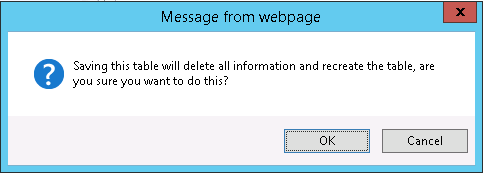 Message from webpage
x
Saving this table will delete all information and recreate the table, are
you sure you want to do this?
OK
Cancel